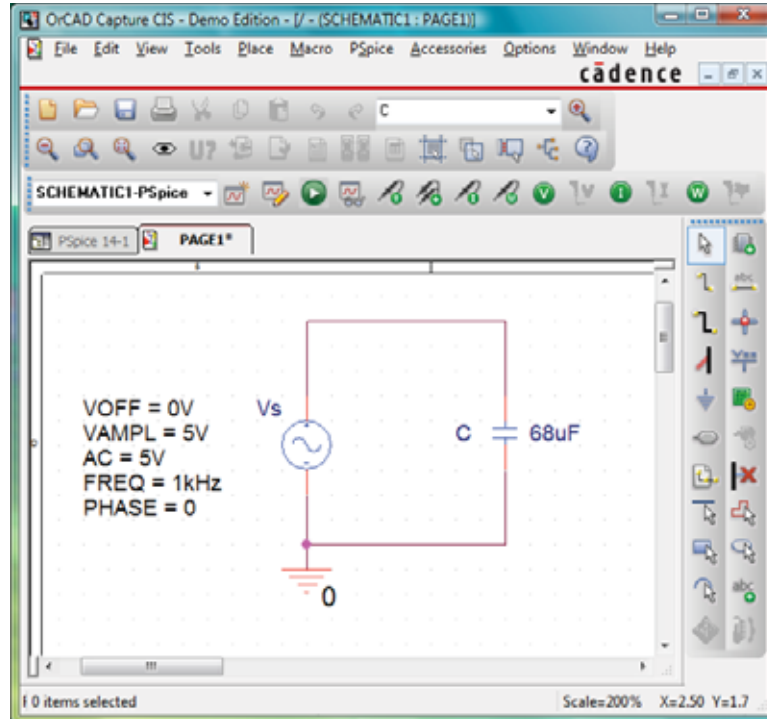 OrCAD Capture CIS - Demo Edition - [/ - (SCHEMATIC1 : PAGE1)]
File Edit View Tools Place Macro PSpice Accessories Options Window Help
cādence
C
U?
SCHEMATIC1-PSpice
V V I I W
PSpice 14-1 PAGE1*
abc
VOFF = 0V
VAMPL = 5V
AC = 5V
FREQ = 1kHz
PHASE = 0
Vs
C 68uF
0
abc
0 items selected Scale=200% X=2.50 Y=1.7